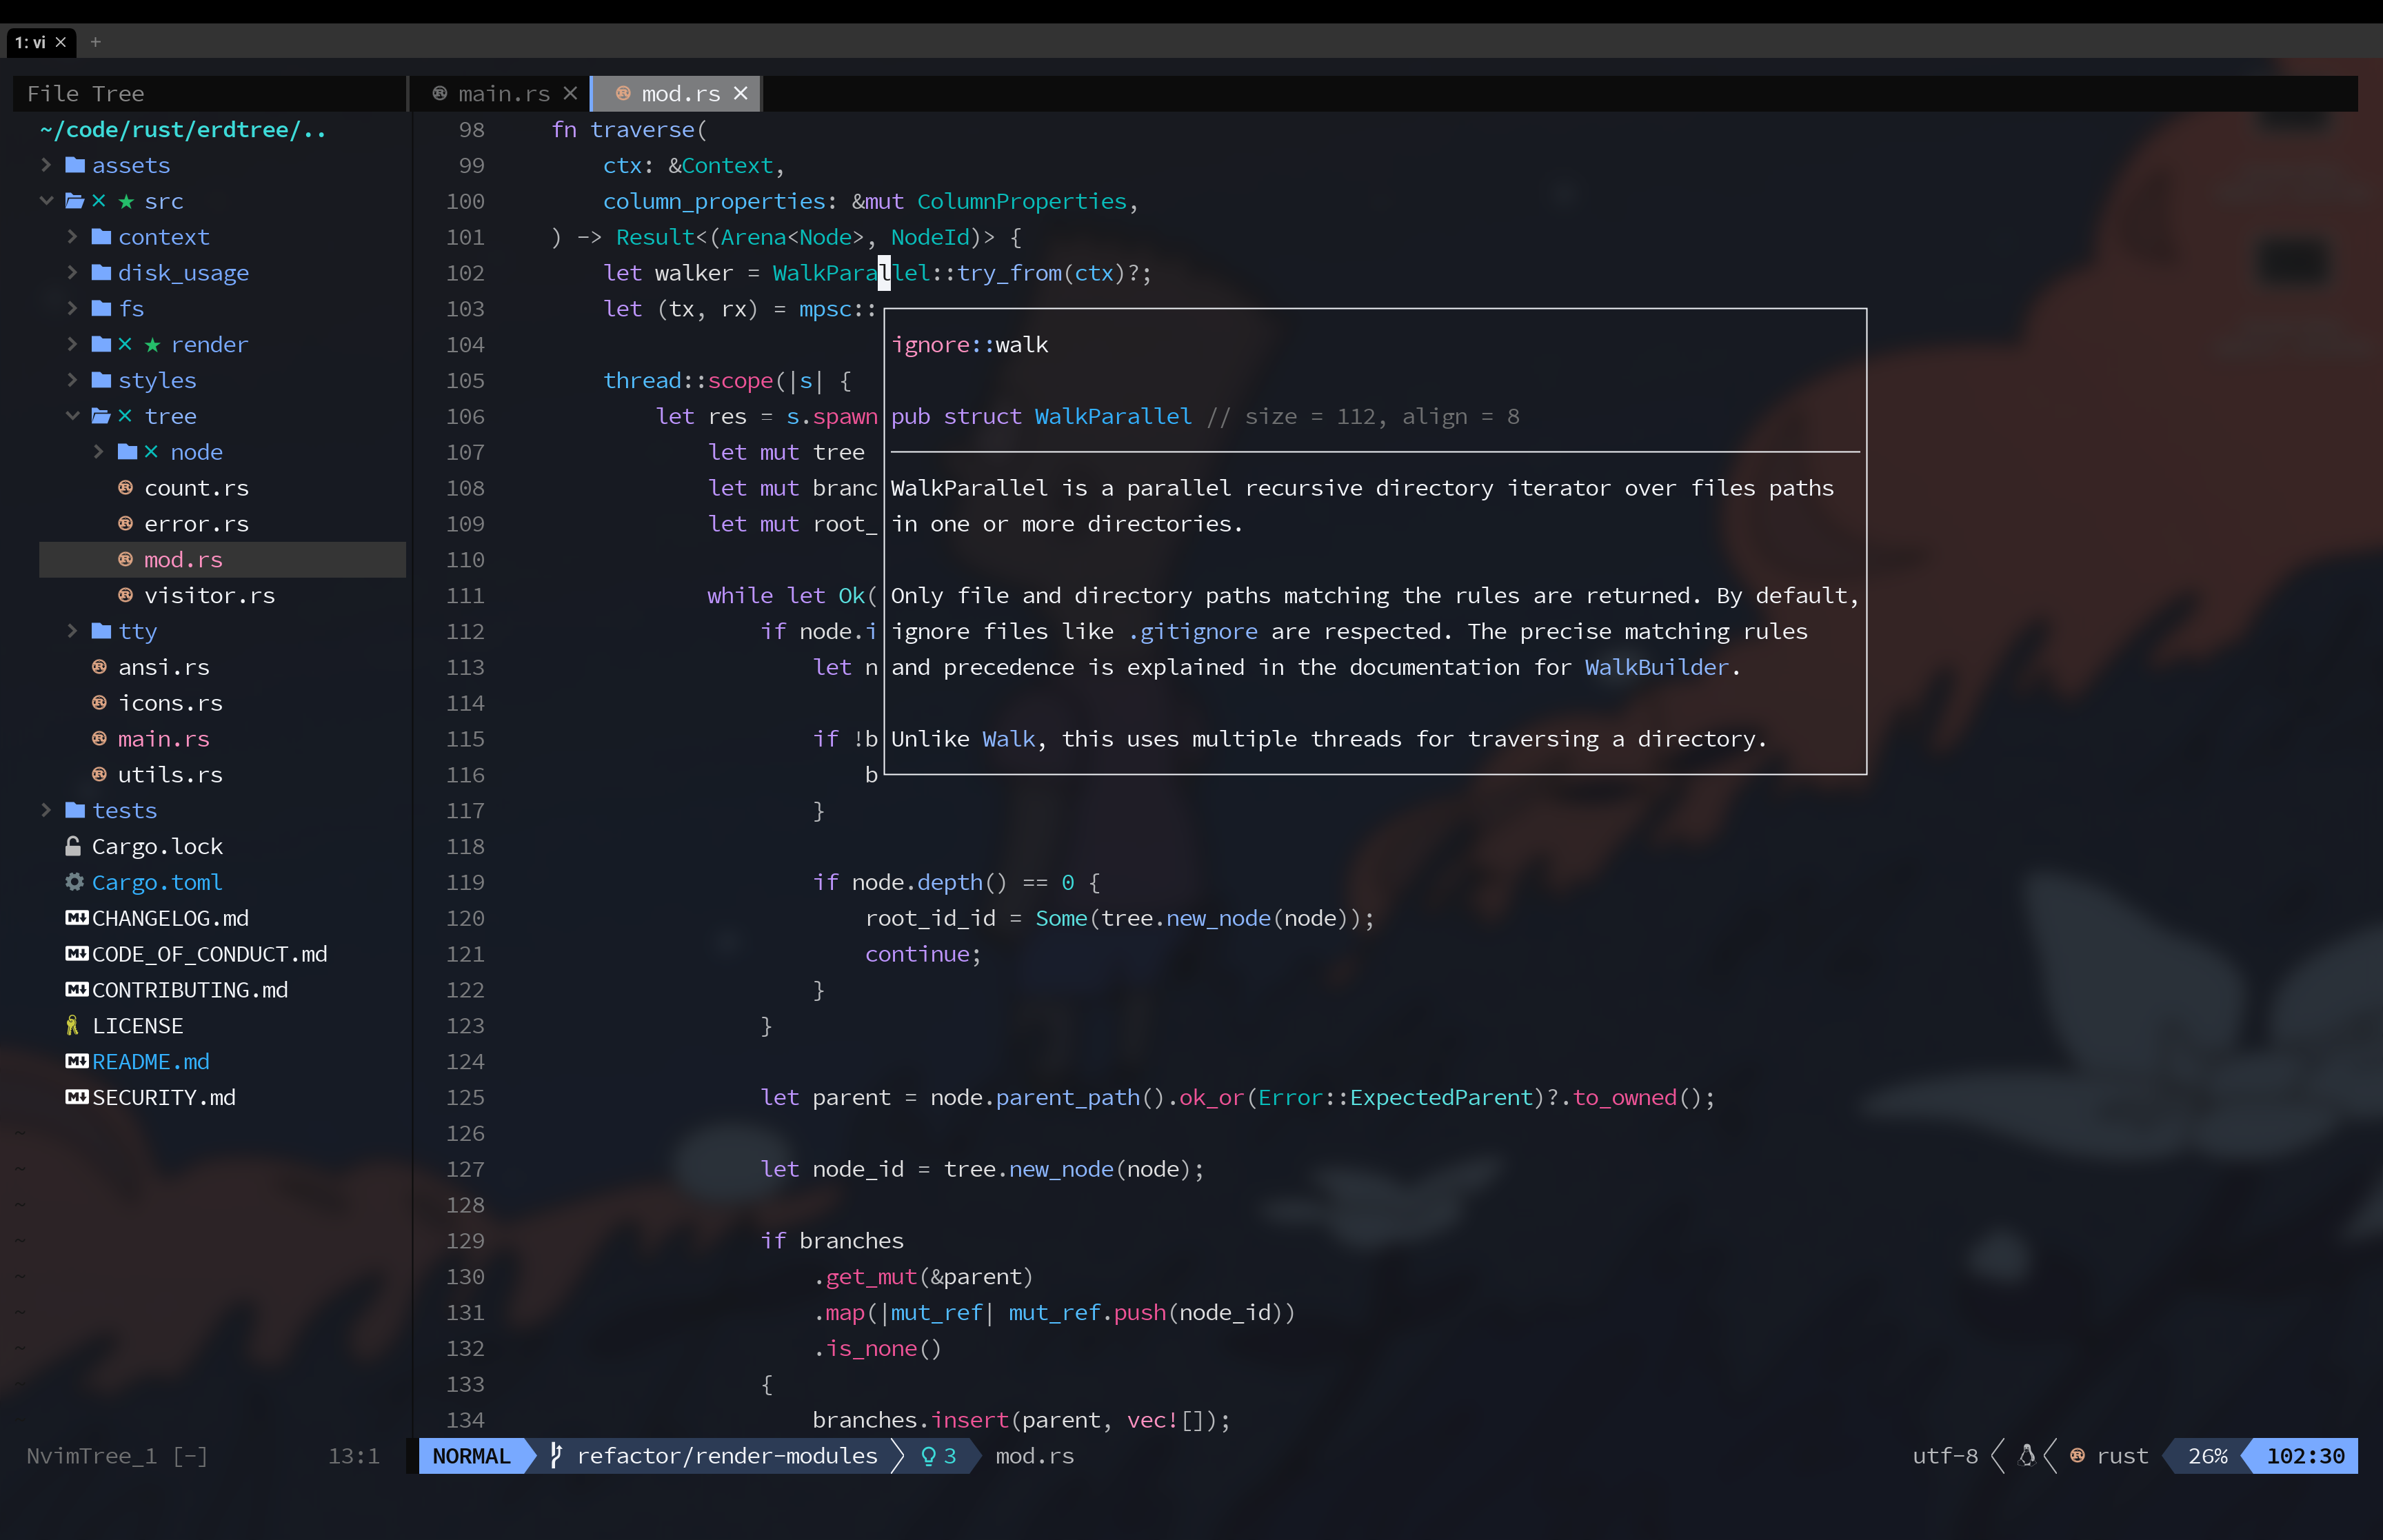 1: vi × +
File Tree
main.rs × mod.rs ×
~/code/rust/erdtree/..
assets
src
context
disk_usage
fs
render
styles
tree
node
count.rs
error.rs
mod.rs
visitor.rs
tty
ansi.rs
icons.rs
main.rs
utils.rs
tests
Cargo.lock
Cargo.toml
CHANGELOG.md
CODE_OF_CONDUCT.md
CONTRIBUTING.md
LICENSE
README.md
SECURITY.md
98 fn traverse(
99 ctx: &Context,
100 column_properties: &mut ColumnProperties,
101 ) -> Result<(Arena<Node>, NodeId)> {
102 let walker = WalkParallel::try_from(ctx)?;
103 let (tx, rx) = mpsc::
104
105 thread::scope(|s| {
106 let res = s.spawn
107 let mut tree
108 let mut branc
109 let mut root_
110
111 while let Ok(
112 if node.i
113 let n
114
115 if !b
116 b
117 }
118
119 if node.depth() == 0 {
120 root_id_id = Some(tree.new_node(node));
121 continue;
122 }
123 }
124
125 let parent = node.parent_path().ok_or(Error::ExpectedParent)?.to_owned();
126
127 let node_id = tree.new_node(node);
128
129 if branches
130 .get_mut(&parent)
131 .map(|mut_ref| mut_ref.push(node_id))
132 .is_none()
133 {
134 branches.insert(parent, vec![]);
ignore::walk
pub struct WalkParallel // size = 112, align = 8
WalkParallel is a parallel recursive directory iterator over files paths
in one or more directories.
Only file and directory paths matching the rules are returned. By default,
ignore files like .gitignore are respected. The precise matching rules
and precedence is explained in the documentation for WalkBuilder.
Unlike Walk, this uses multiple threads for traversing a directory.
NvimTree_1 [-] 13:1
NORMAL refactor/render-modules 3 mod.rs utf-8 rust 26% 102:30